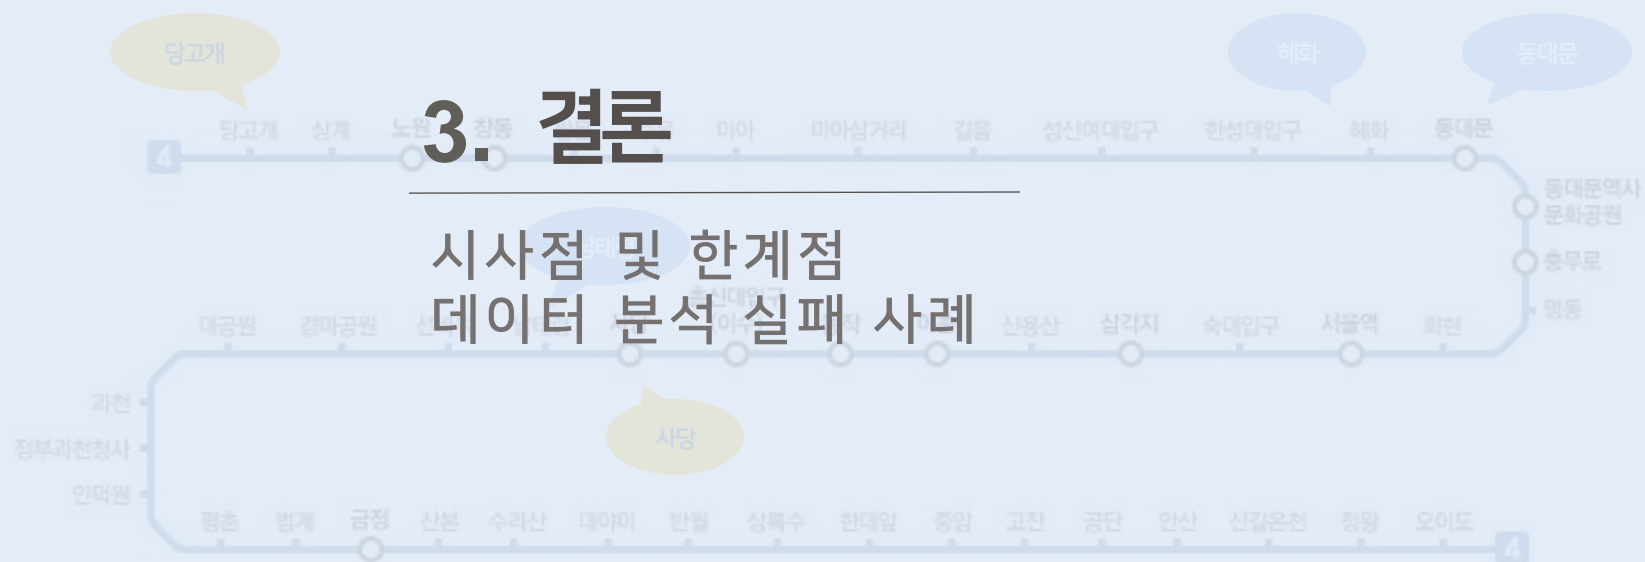 당고개
혜화
동대문
3. 결론
당고개 상계 노원 창동 미아 미아삼거리 길음 성신여대입구 한성대입구 혜화 동대문
4
동대문역사
문화공원
시사점 및 한계점
충무로
데이터 분석 실패 사례
명동
대공원 경마공원 신용산 삼각지 숙대입구 서울역 회현
과천
정부과천청사
사당
인덕원
평촌 범계 금정 산본 수리산 대야미 반월 상록수 한대앞 중앙 고잔 공단 안산 신길온천 정왕 오이도
4